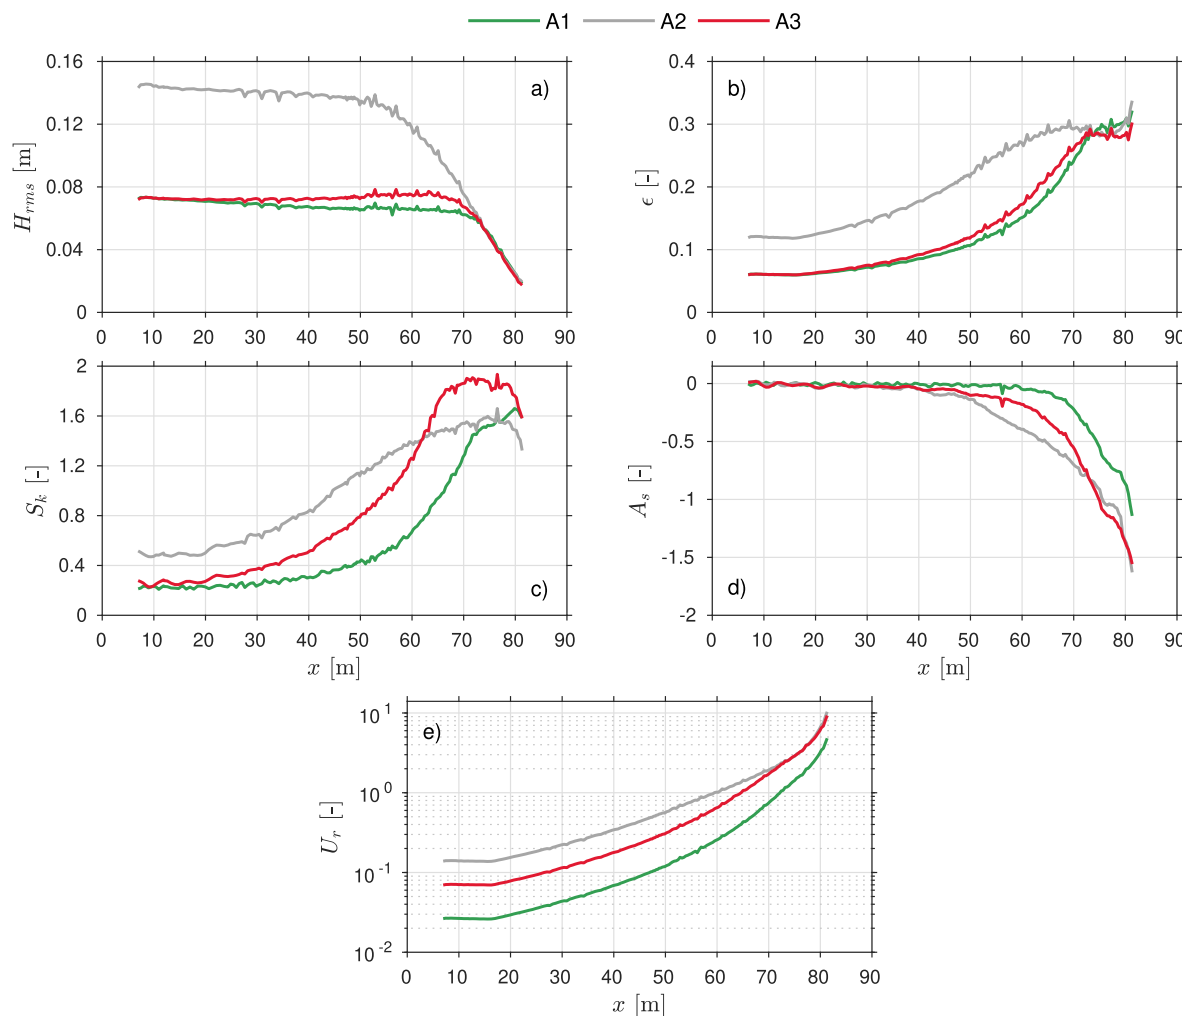 A1 A2 A3
a)
H_rms [m]
0.16
0.12
0.08
0.04
0
0 10 20 30 40 50 60 70 80 90
b)
ϵ [-]
0.4
0.3
0.2
0.1
0
0 10 20 30 40 50 60 70 80 90
c)
S_k [-]
2
1.6
1.2
0.8
0.4
0
0 10 20 30 40 50 60 70 80 90
x [m]
d)
A_s [-]
0
-0.5
-1
-1.5
-2
0 10 20 30 40 50 60 70 80 90
x [m]
e)
U_r [-]
10^1
10^0
10^-1
10^-2
0 10 20 30 40 50 60 70 80 90
x [m]